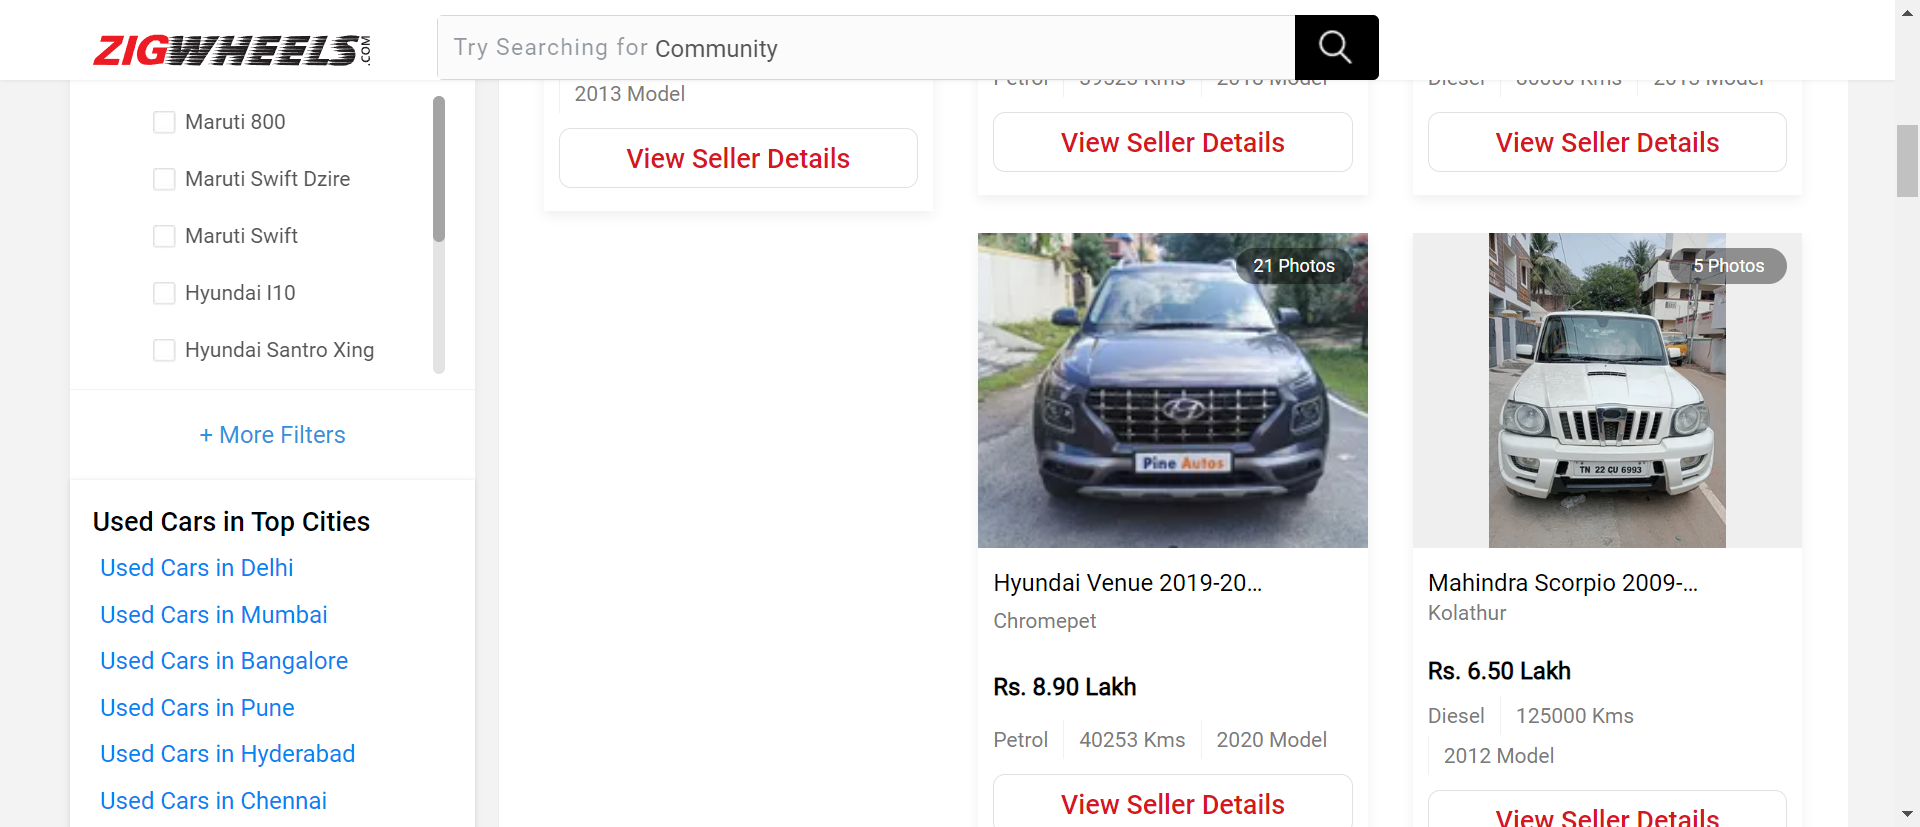 ZIGWHEELS.COM
Try Searching for Community
Maruti 800
Maruti Swift Dzire
Maruti Swift
Hyundai I10
Hyundai Santro Xing
+ More Filters
Used Cars in Top Cities
Used Cars in Delhi
Used Cars in Mumbai
Used Cars in Bangalore
Used Cars in Pune
Used Cars in Hyderabad
Used Cars in Chennai
2013 Model
View Seller Details
Petrol
View Seller Details
Diesel
View Seller Details
21 Photos
Pine Autos
Hyundai Venue 2019-20...
Chromepet
Rs. 8.90 Lakh
Petrol 40253 Kms 2020 Model
View Seller Details
5 Photos
TN 22 CU 6993
Mahindra Scorpio 2009-...
Kolathur
Rs. 6.50 Lakh
Diesel 125000 Kms
2012 Model
View Seller Details